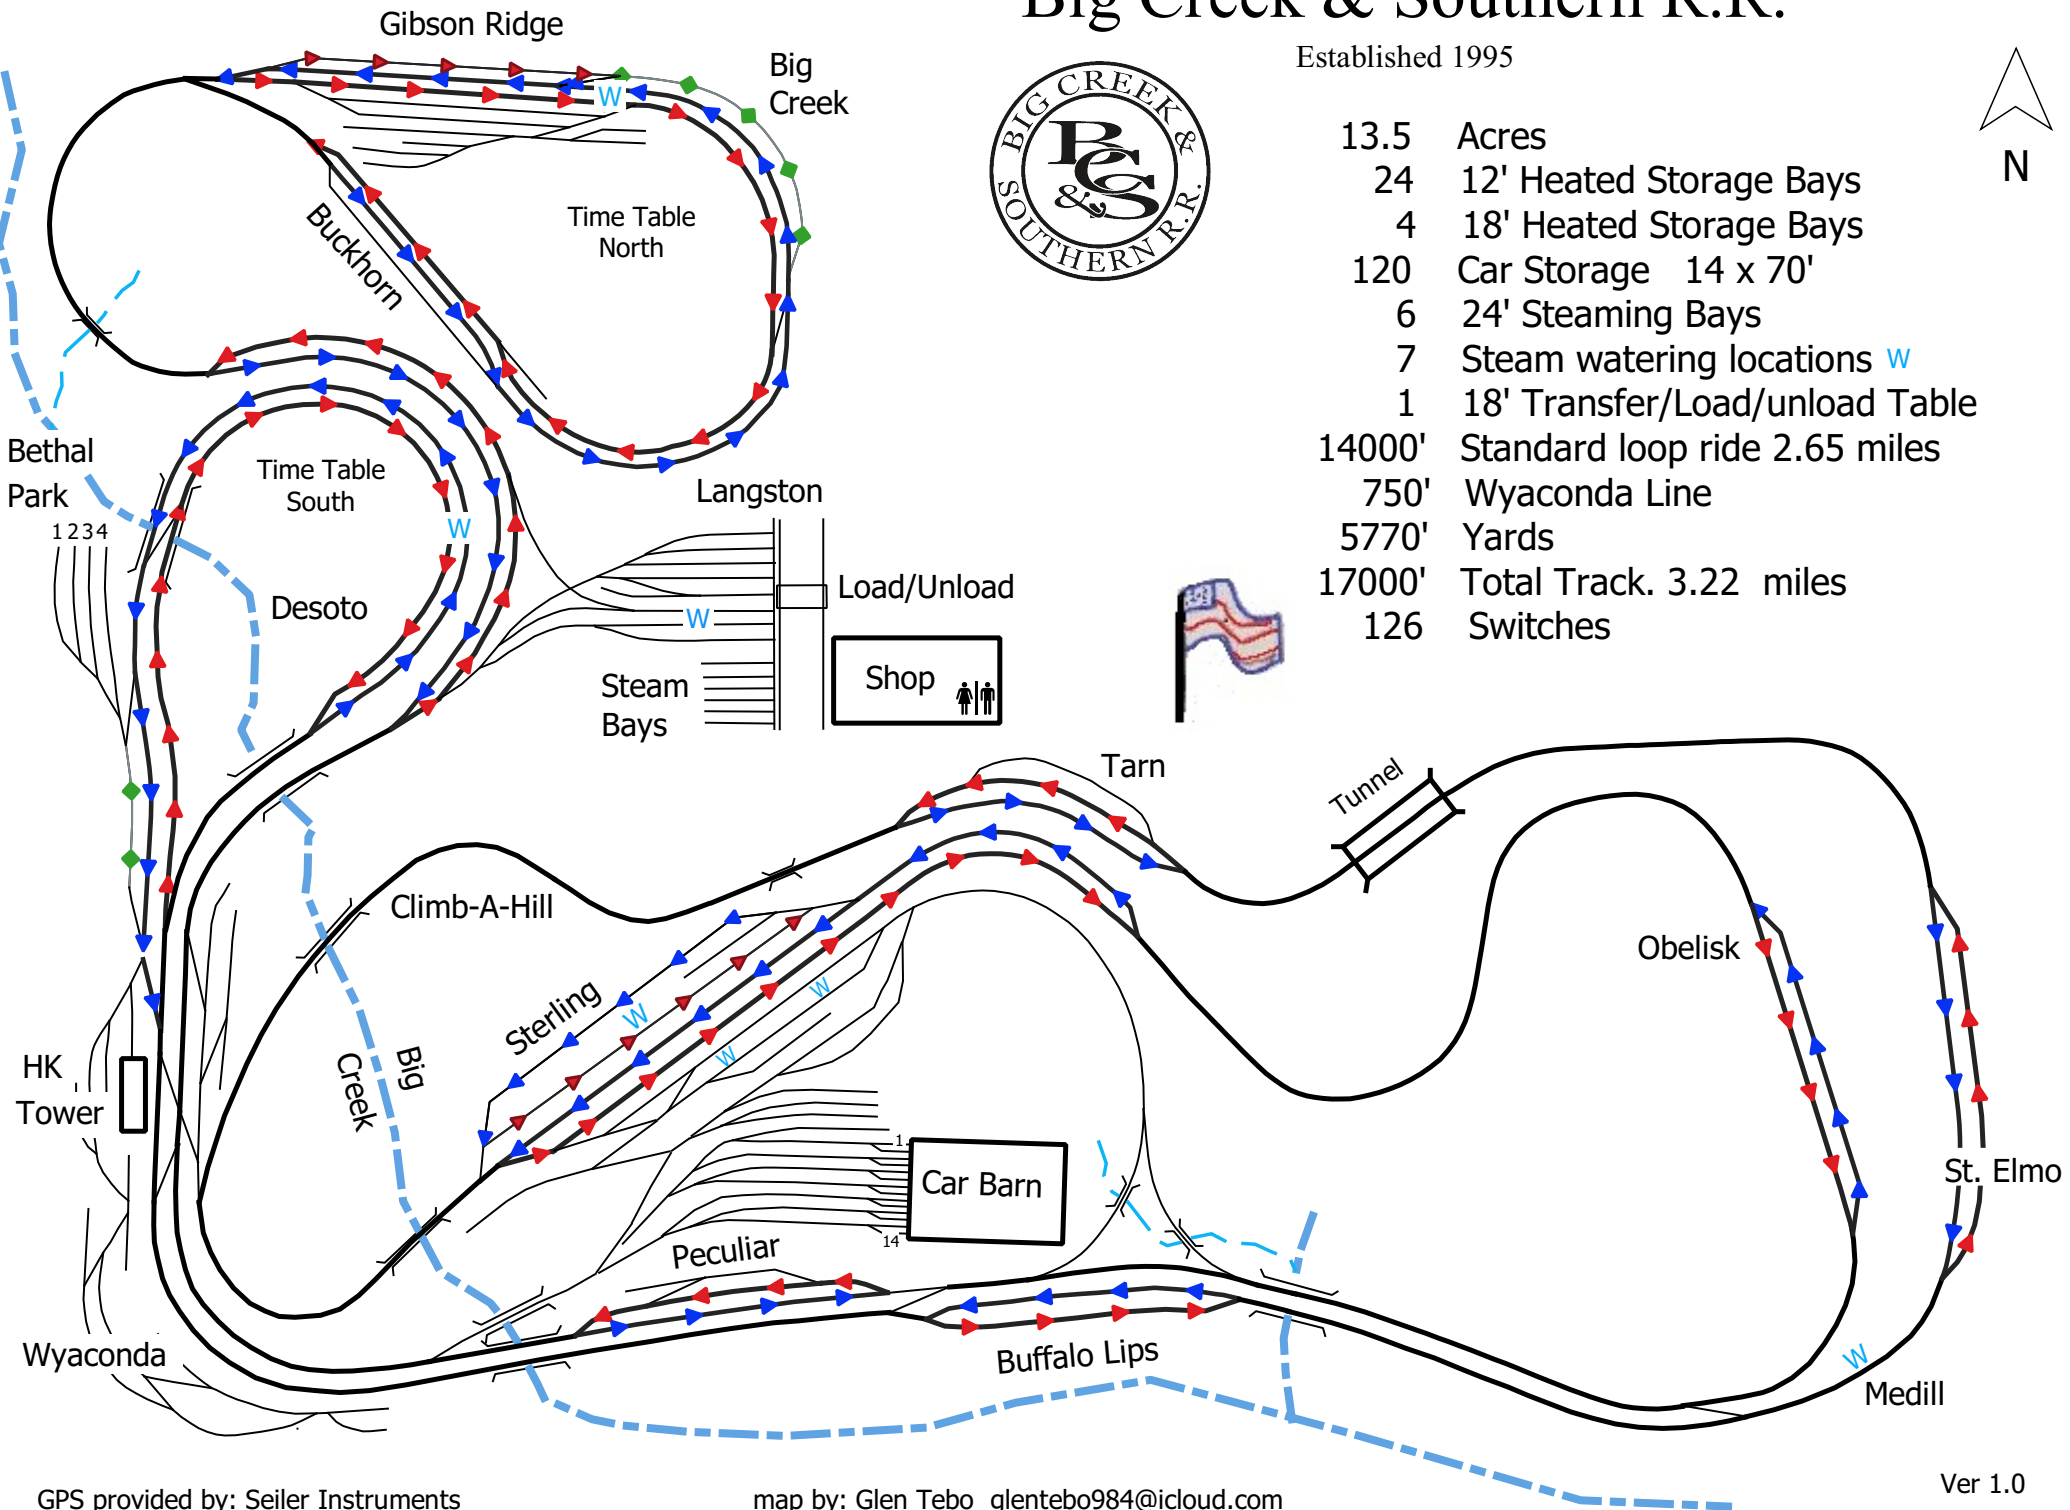 Big Creek & Southern R.R.
Established 1995
BIG CREEK &
SOUTHERN R.R.
BC&S
N
13.5 Acres
24 12' Heated Storage Bays
4 18' Heated Storage Bays
120 Car Storage 14 x 70'
6 24' Steaming Bays
7 Steam watering locations W
1 18' Transfer/Load/unload Table
14000' Standard loop ride 2.65 miles
750' Wyaconda Line
5770' Yards
17000' Total Track. 3.22 miles
126 Switches
Gibson Ridge
Big
Creek
W
Time Table
North
Buckhorn
Bethal
Park
1 2 3 4
Time Table
South
W
Desoto
Langston
Load/Unload
W
Shop
Steam
Bays
Tarn
Tunnel
Climb-A-Hill
Obelisk
Sterling
W
W
W
Big
Creek
HK
Tower
1
Car Barn
14
St. Elmo
Peculiar
Wyaconda
Buffalo Lips
W
Medill
GPS provided by: Seiler Instruments
map by: Glen Tebo glentebo984@icloud.com
Ver 1.0